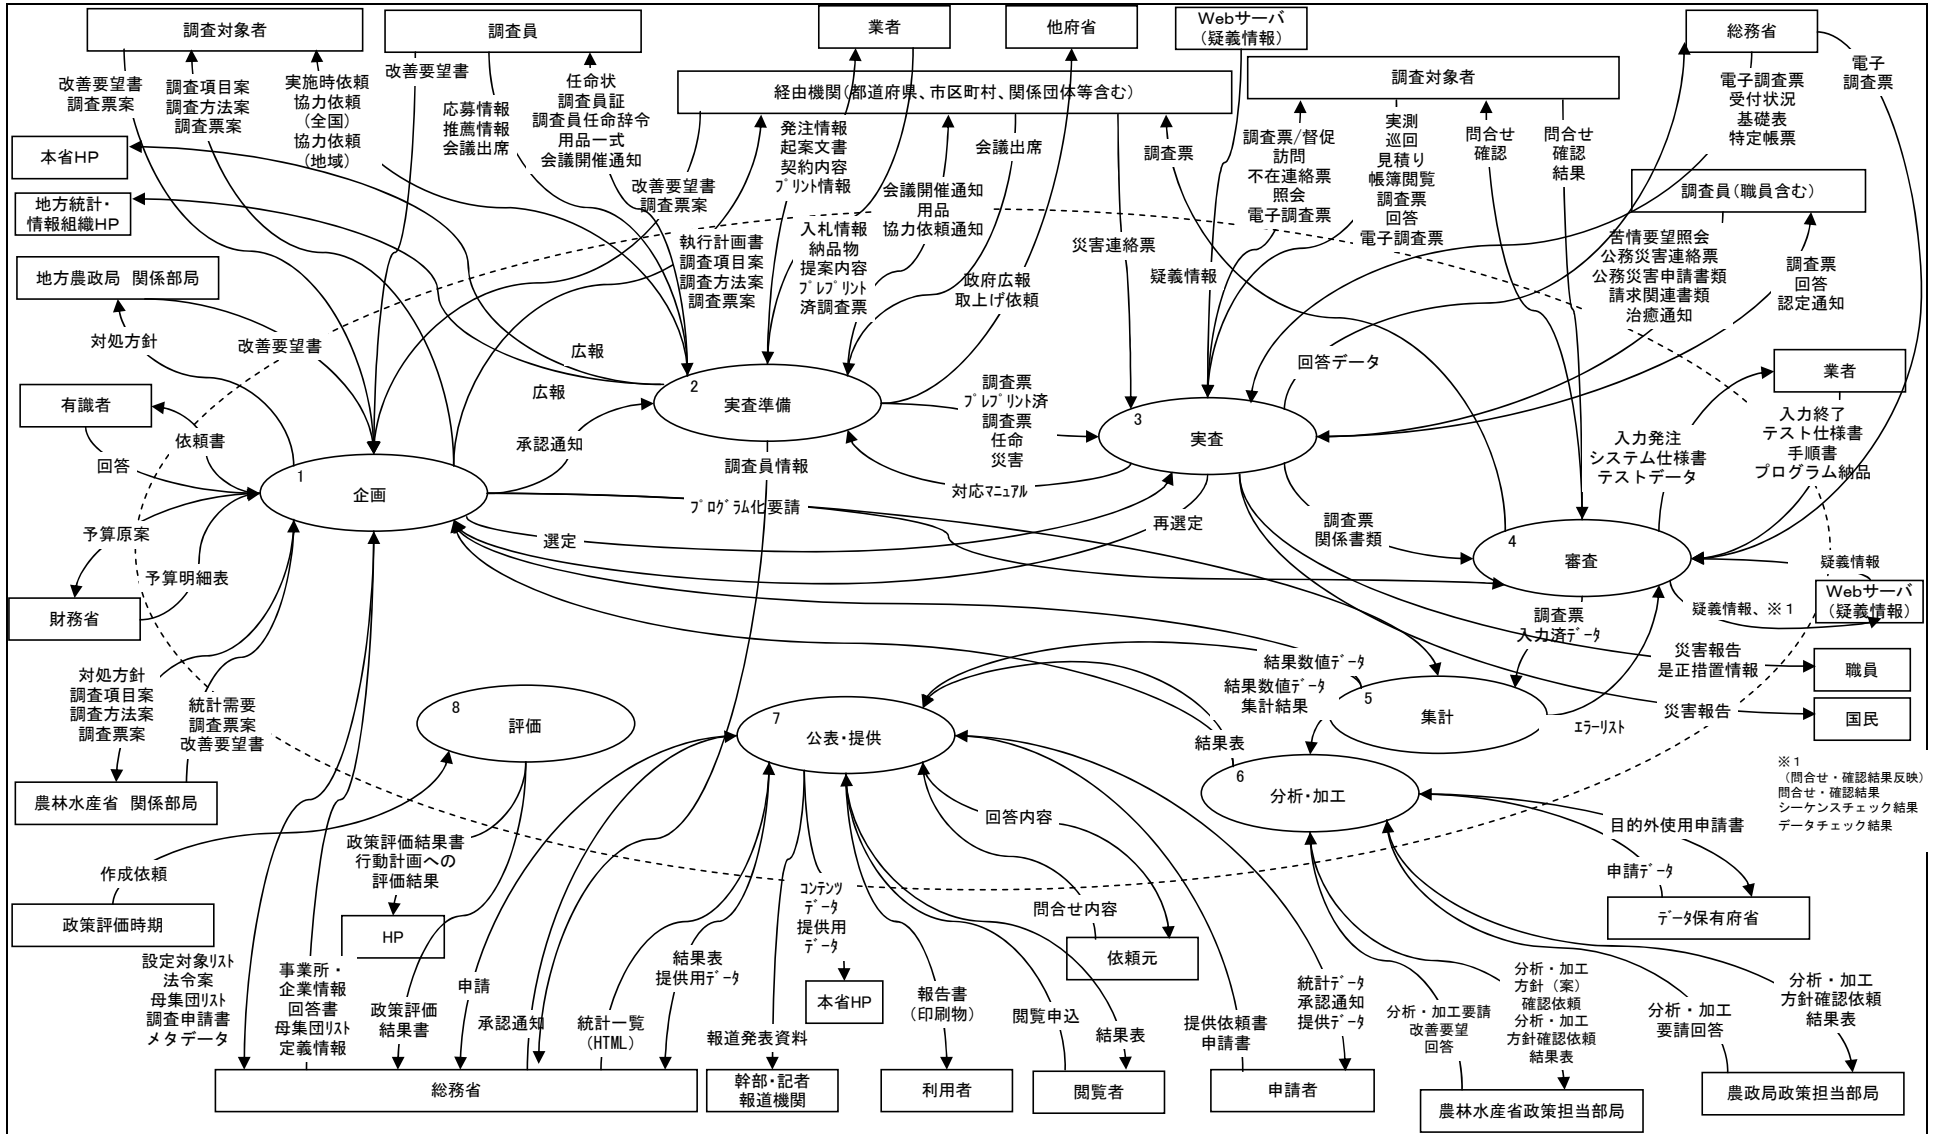 調査対象者
調査員
業者
他府省
Webサーバ
(疑義情報)
総務省
電子
調査票
改善要望書
調査票案
調査項目案
調査方法案
調査票案
実施時依頼
協力依頼
(全国)
協力依頼
(地域)
改善要望書
応募情報
推薦情報
会議出席
任命状
調査員証
調査員任命辞令
用品一式
会議開催通知
経由機関(都道府県、市区町村、関係団体等含む)
調査対象者
電子調査票
受付状況
基礎表
特定帳票
本省HP
地方統計・
情報組織HP
改善要望書
調査票案
発注情報
起案文書
契約内容
プリント情報
会議開催通知
用品
協力依頼通知
会議出席
調査票
調査票/督促
訪問
不在連絡票
照会
電子調査票
実測
巡回
見積り
帳簿閲覧
調査票
回答
電子調査票
問合せ
確認
問合せ
確認
結果
調査員(職員含む)
地方農政局 関係部局
対処方針
改善要望書
執行計画書
調査項目案
調査方法案
調査票案
入札情報
納品物
提案内容
プレプリント
済調査票
政府広報
取上げ依頼
災害連絡票
疑義情報
苦情要望照会
公務災害連絡票
公務災害申請書類
請求関連書類
治癒通知
調査票
回答
認定通知
広報
広報
2
実査準備
調査票
プレプリント済
調査票
任命
災害
3
実査
回答データ
業者
有識者
依頼書
回答
承認通知
調査員情報
対応マニュアル
入力発注
システム仕様書
テストデータ
入力終了
テスト仕様書
手順書
プログラム納品
1
企画
プログラム化要請
選定
再選定
調査票
関係書類
4
審査
疑義情報
予算原案
予算明細表
財務省
Webサーバ
(疑義情報)
疑義情報、※1
調査票
入力済データ
対処方針
調査項目案
調査方法案
調査票案
統計需要
調査票案
改善要望書
農林水産省 関係部局
8
評価
7
公表・提供
結果数値データ
結果数値データ
集計結果
結果表
5
集計
エラーリスト
災害報告
是正措置情報
災害報告
職員
国民
6
分析・加工
※1
(問合せ・確認結果反映)
問合せ・確認結果
シーケンスチェック結果
データチェック結果
作成依頼
政策評価時期
政策評価結果書
行動計画への
評価結果
HP
コンテンツ
データ
提供用
データ
本省HP
回答内容
問合せ内容
依頼元
目的外使用申請書
申請データ
データ保有府省
設定対象リスト
法令案
母集団リスト
調査申請書
メタデータ
事業所・
企業情報
回答書
母集団リスト
定義情報
政策評価
結果書
申請
承認通知
統計一覧
(HTML)
結果表
提供用データ
報道発表資料
報告書
(印刷物)
閲覧申込
結果表
提供依頼書
申請書
統計データ
承認通知
提供データ
分析・加工要請
改善要望
回答
分析・加工
方針(案)
確認依頼
分析・加工
方針確認依頼
結果表
分析・加工
要請回答
分析・加工
方針確認依頼
結果表
総務省
幹部・記者
報道機関
利用者
閲覧者
申請者
農林水産省政策担当部局
農政局政策担当部局